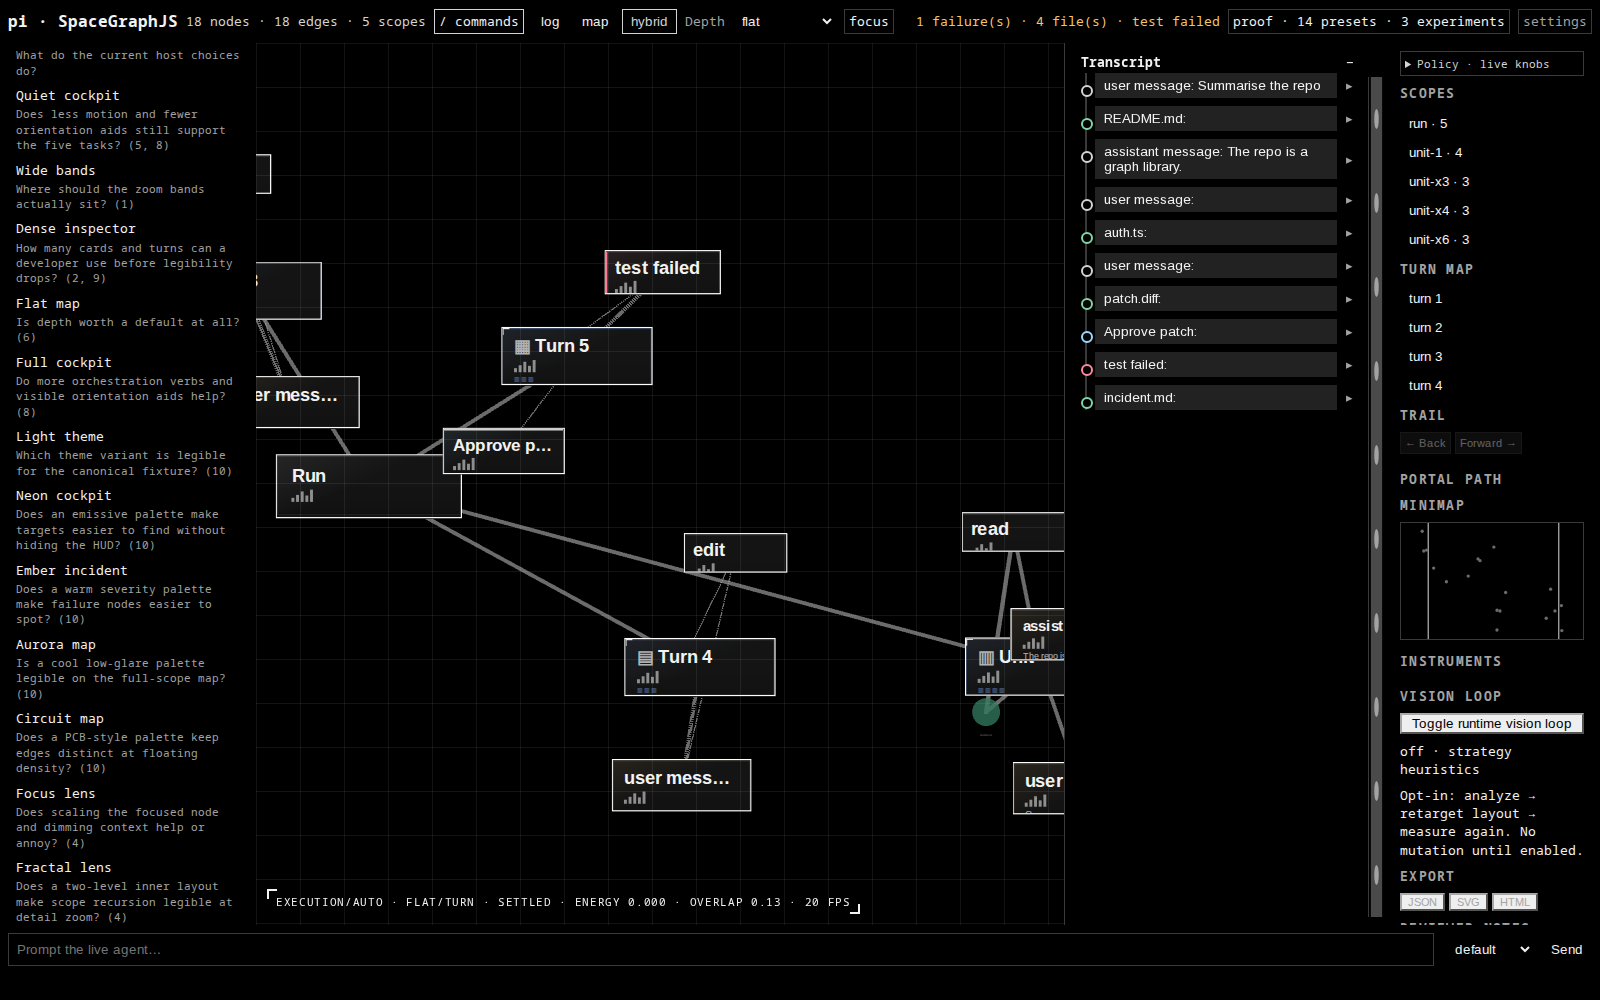 pi · SpaceGraphJS 18 nodes · 18 edges · 5 scopes / commands log map hybrid Depth flat focus 1 failure(s) · 4 file(s) · test failed proof · 14 presets · 3 experiments settings
What do the current host choices
do?
Quiet cockpit
Does less motion and fewer
orientation aids still support
the five tasks? (5, 8)
Wide bands
Where should the zoom bands
actually sit? (1)
Dense inspector
How many cards and turns can a
developer use before legibility
drops? (2, 9)
Flat map
Is depth worth a default at all?
(6)
Full cockpit
Do more orchestration verbs and
visible orientation aids help?
(8)
Light theme
Which theme variant is legible
for the canonical fixture? (10)
Neon cockpit
Does an emissive palette make
targets easier to find without
hiding the HUD? (10)
Ember incident
Does a warm severity palette
make failure nodes easier to
spot? (10)
Aurora map
Is a cool low-glare palette
legible on the full-scope map?
(10)
Circuit map
Does a PCB-style palette keep
edges distinct at floating
density? (10)
Focus lens
Does scaling the focused node
and dimming context help or
annoy? (4)
Fractal lens
Does a two-level inner layout
make scope recursion legible at
detail zoom? (4)
test failed
Turn 5
er mess…
Approve p…
Run
edit
read
assist
The repo is
Turn 4
user mess…
user
EXECUTION/AUTO · FLAT/TURN · SETTLED · ENERGY 0.000 · OVERLAP 0.13 · 20 FPS
Transcript –
user message: Summarise the repo
README.md:
assistant message: The repo is a
graph library.
user message:
auth.ts:
user message:
patch.diff:
Approve patch:
test failed:
incident.md:
Policy · live knobs
SCOPES
run · 5
unit-1 · 4
unit-x3 · 3
unit-x4 · 3
unit-x6 · 3
TURN MAP
turn 1
turn 2
turn 3
turn 4
TRAIL
← Back Forward →
PORTAL PATH
MINIMAP
INSTRUMENTS
VISION LOOP
Toggle runtime vision loop
off · strategy
heuristics
Opt-in: analyze →
retarget layout →
measure again. No
mutation until enabled.
EXPORT
JSON SVG HTML
Prompt the live agent… default Send